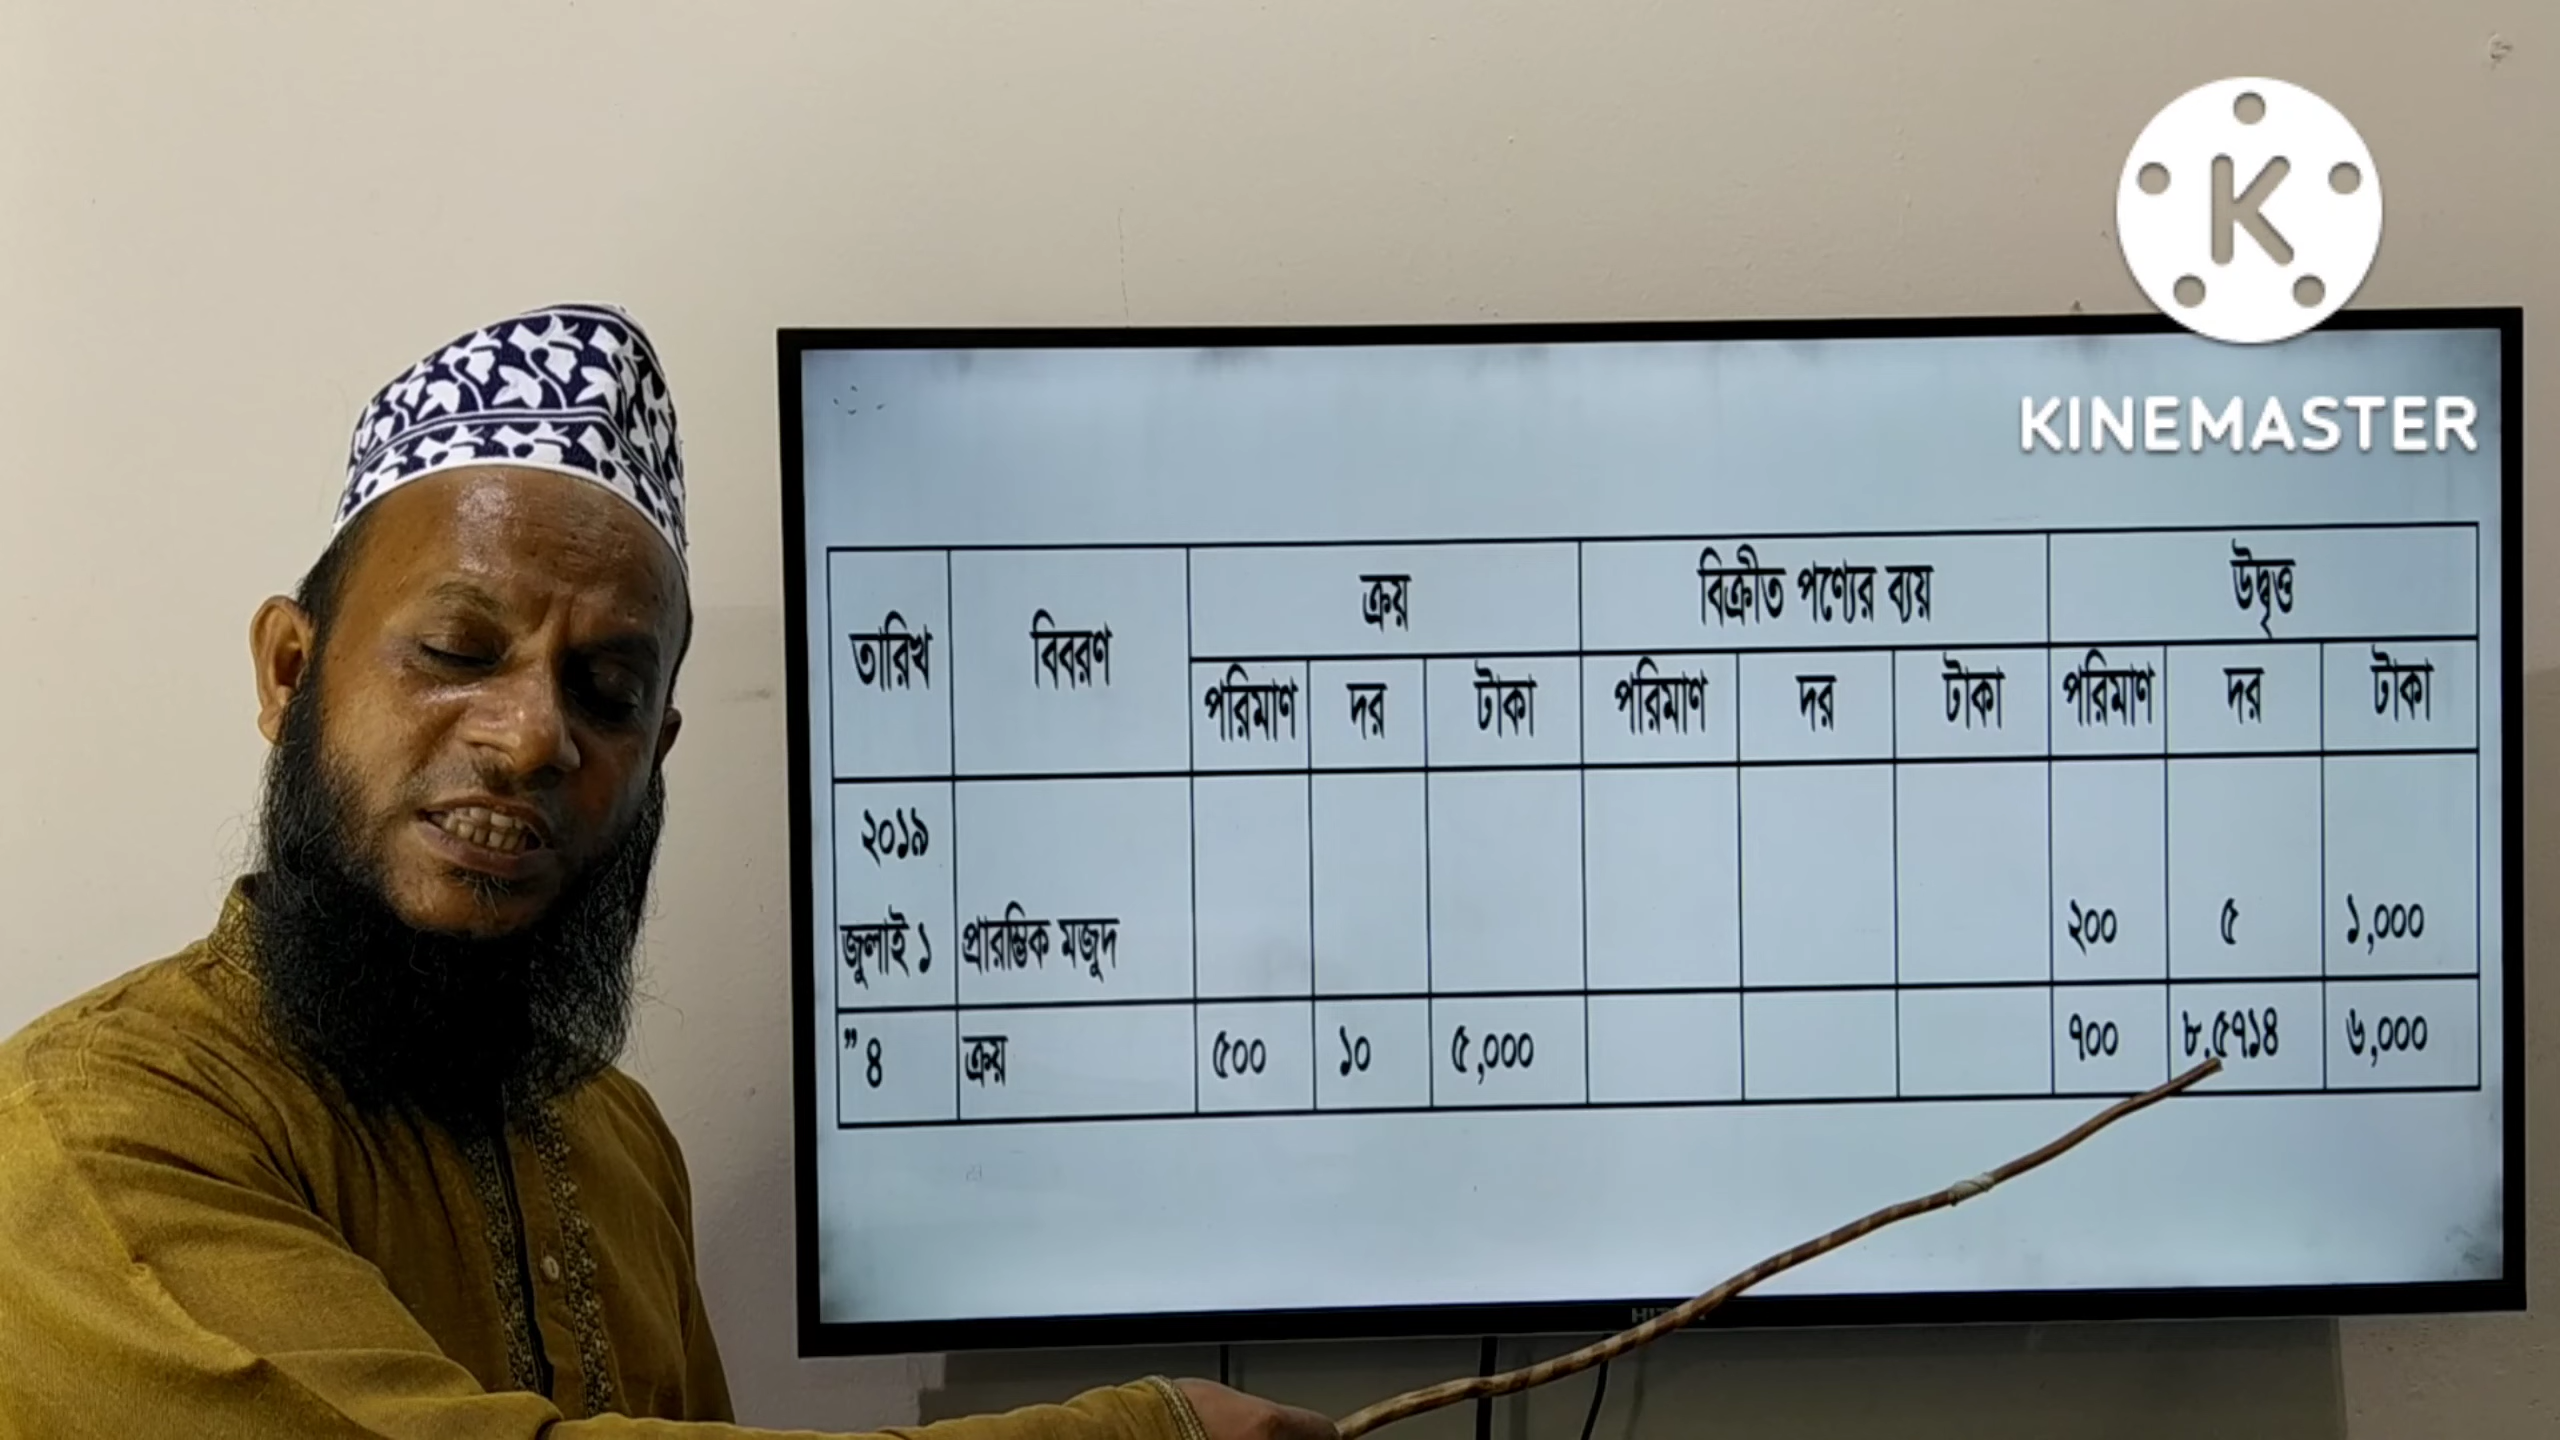 K
KINEMASTER
তারিখ বিবরণ ক্রয় বিক্রীত পণ্যের ব্যয় উদ্বৃত্ত
পরিমাণ দর টাকা পরিমাণ দর টাকা পরিমাণ দর টাকা
২০১৯
জুলাই ১ প্রারম্ভিক মজুদ ২০০ ৫ ১,০০০
” ৪ ক্রয় ৫০০ ১০ ৫,০০০ ৭০০ ৮.৫৭১৪ ৬,০০০